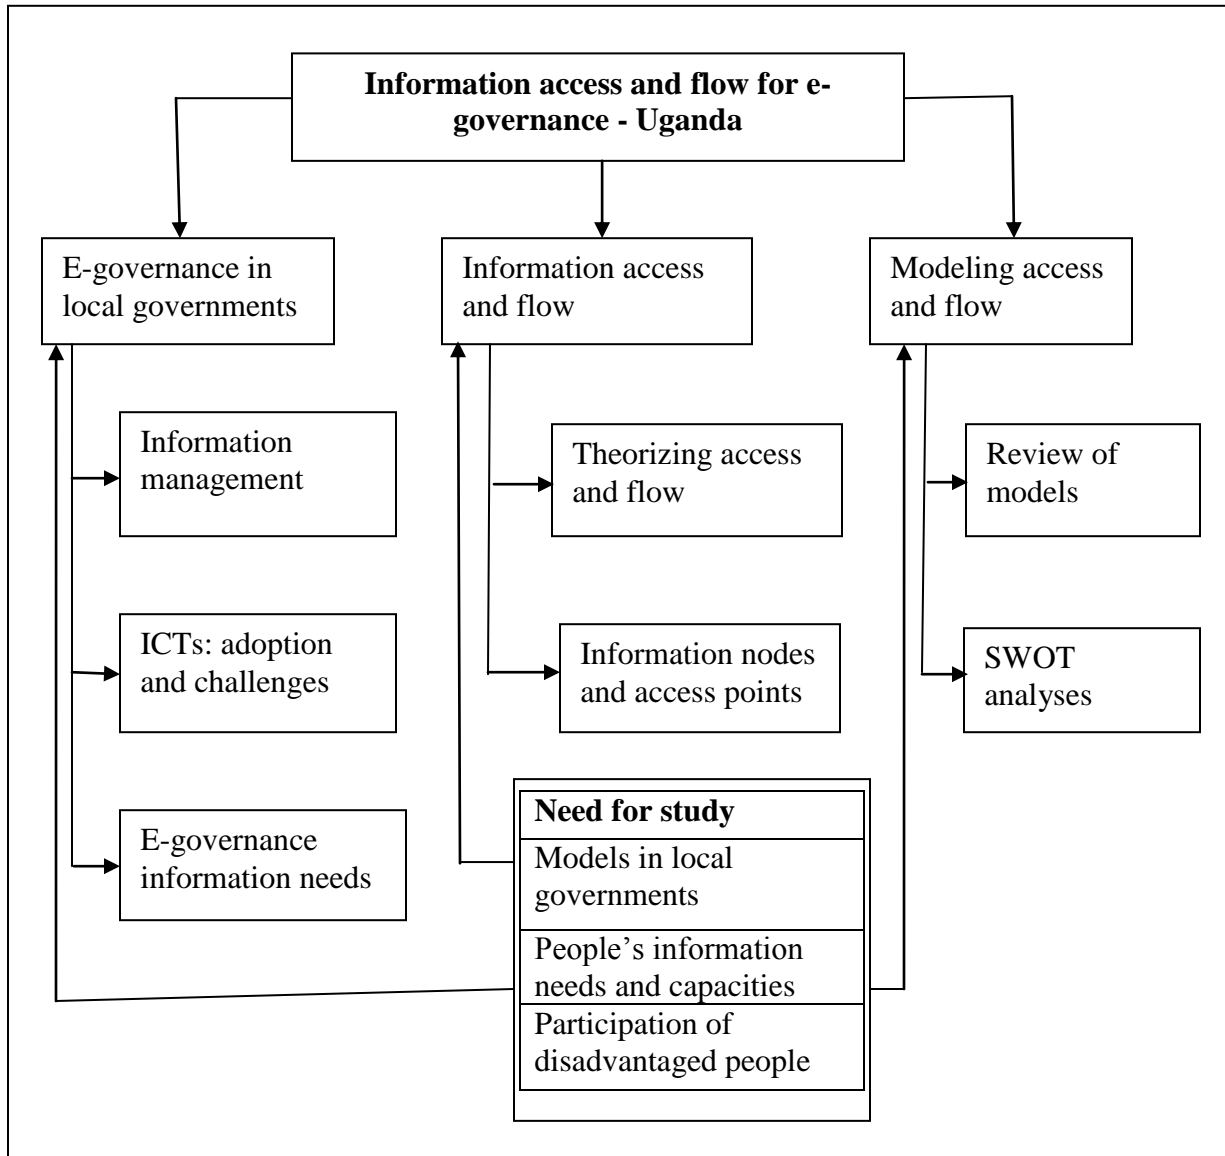 Information access and flow for e-
governance - Uganda
E-governance in
local governments
Information access
and flow
Modeling access
and flow
Information
management
Theorizing access
and flow
Review of
models
ICTs: adoption
and challenges
Information nodes
and access points
SWOT
analyses
E-governance
information needs
Need for study
Models in local
governments
People’s information
needs and capacities
Participation of
disadvantaged people